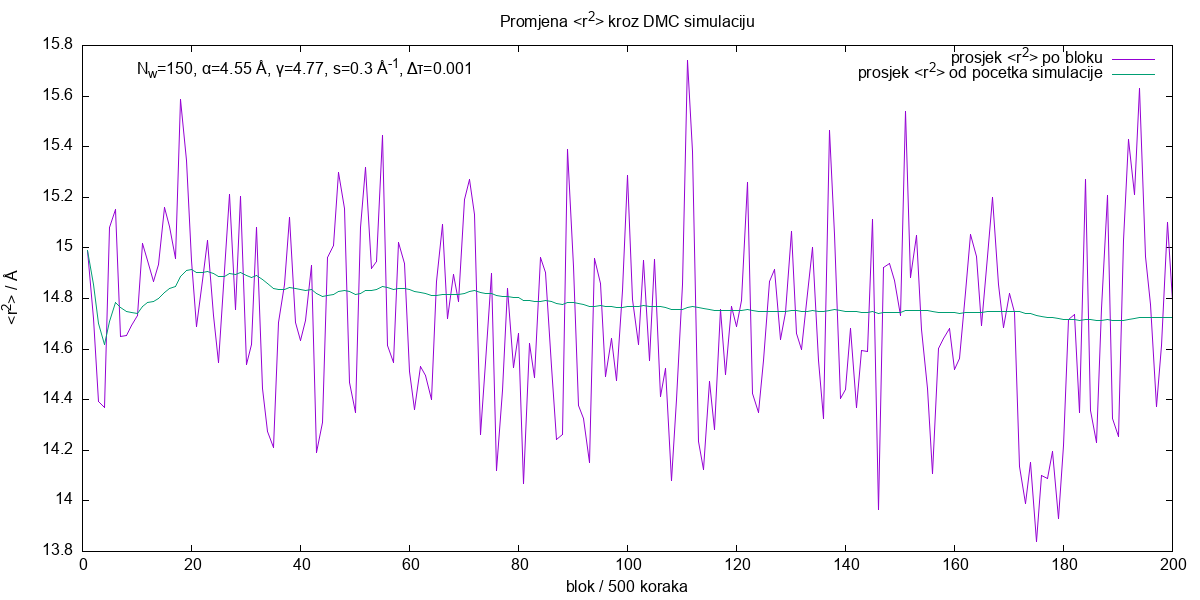 Promjena <r²> kroz DMC simulaciju
N_w=150, α=4.55 Å, γ=4.77, s=0.3 Å⁻¹, Δτ=0.001
prosjek <r²> po bloku
prosjek <r²> od pocetka simulacije
15.8
15.6
15.4
15.2
15
14.8
14.6
14.4
14.2
14
13.8
<r²> / Å
0 20 40 60 80 100 120 140 160 180 200
blok / 500 koraka